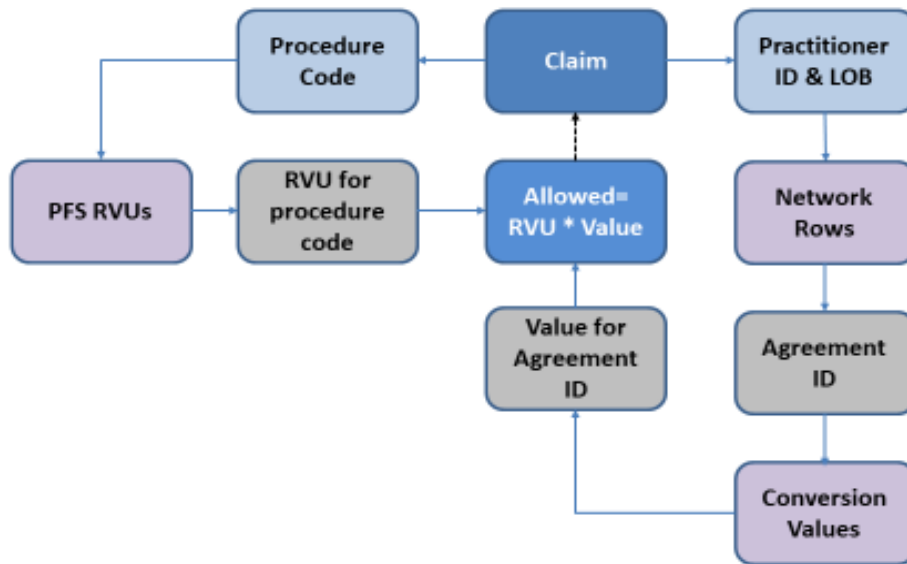 Procedure
Code
Claim
Practitioner
ID & LOB
PFS RVUs
RVU for
procedure
code
Allowed=
RVU * Value
Network
Rows
Value for
Agreement
ID
Agreement
ID
Conversion
Values